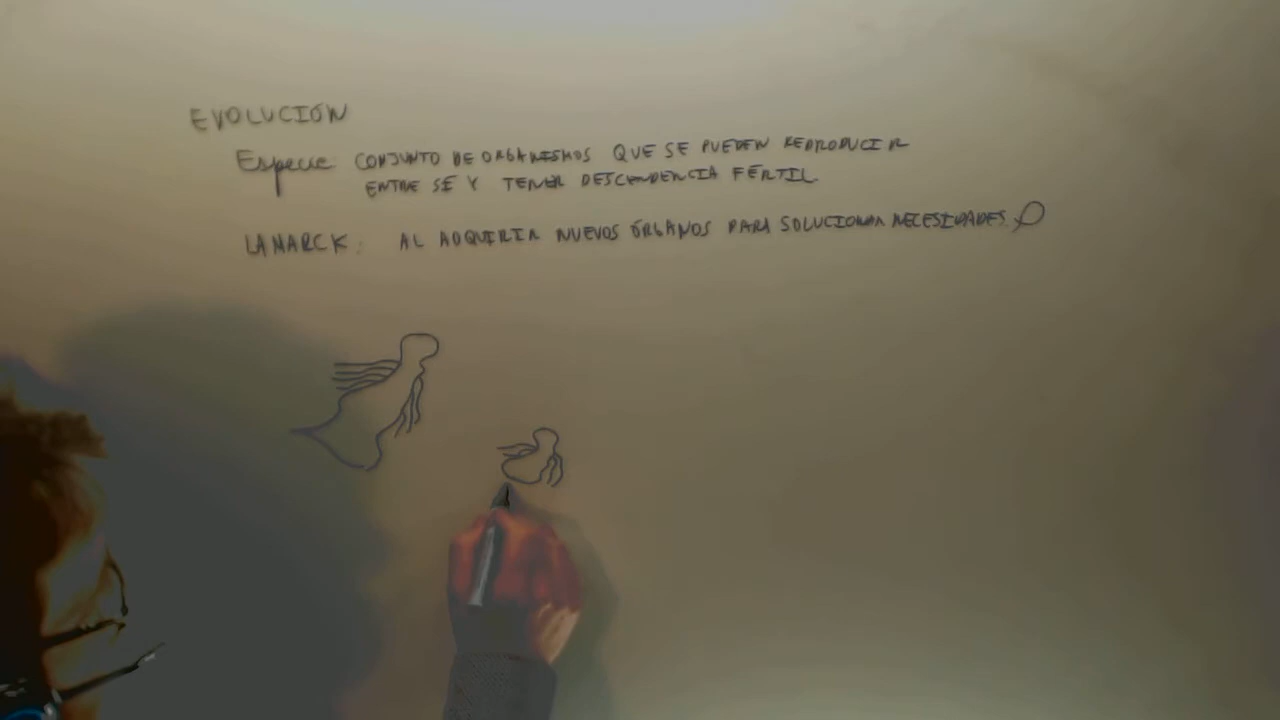 EVOLUCIÓN
Especie: CONJUNTO DE ORGANISMOS QUE SE PUEDEN REPRODUCIR
ENTRE SÍ Y TENER DESCENDENCIA FÉRTIL.
LAMARCK: AL ADQUIRIR NUEVOS ÓRGANOS PARA SOLUCIONAR NECESIDADES.